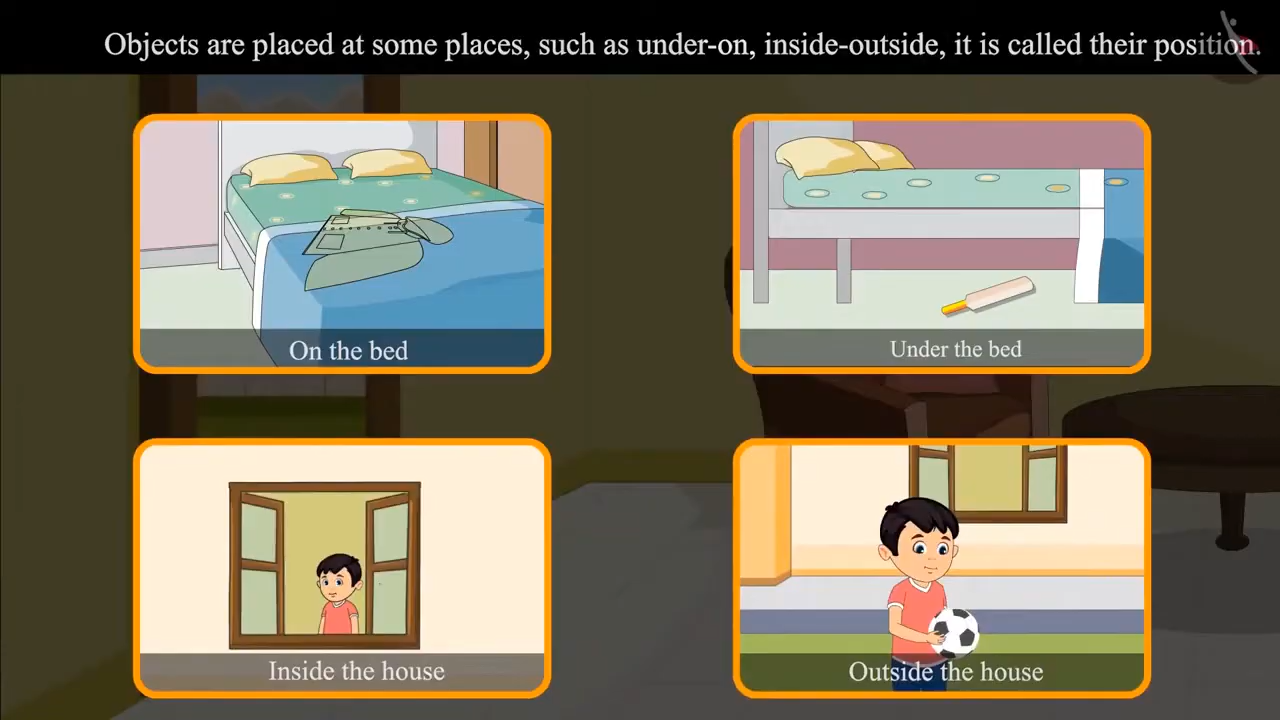 Objects are placed at some places, such as under-on, inside-outside, it is called their position.
On the bed
Under the bed
Inside the house
Outside the house